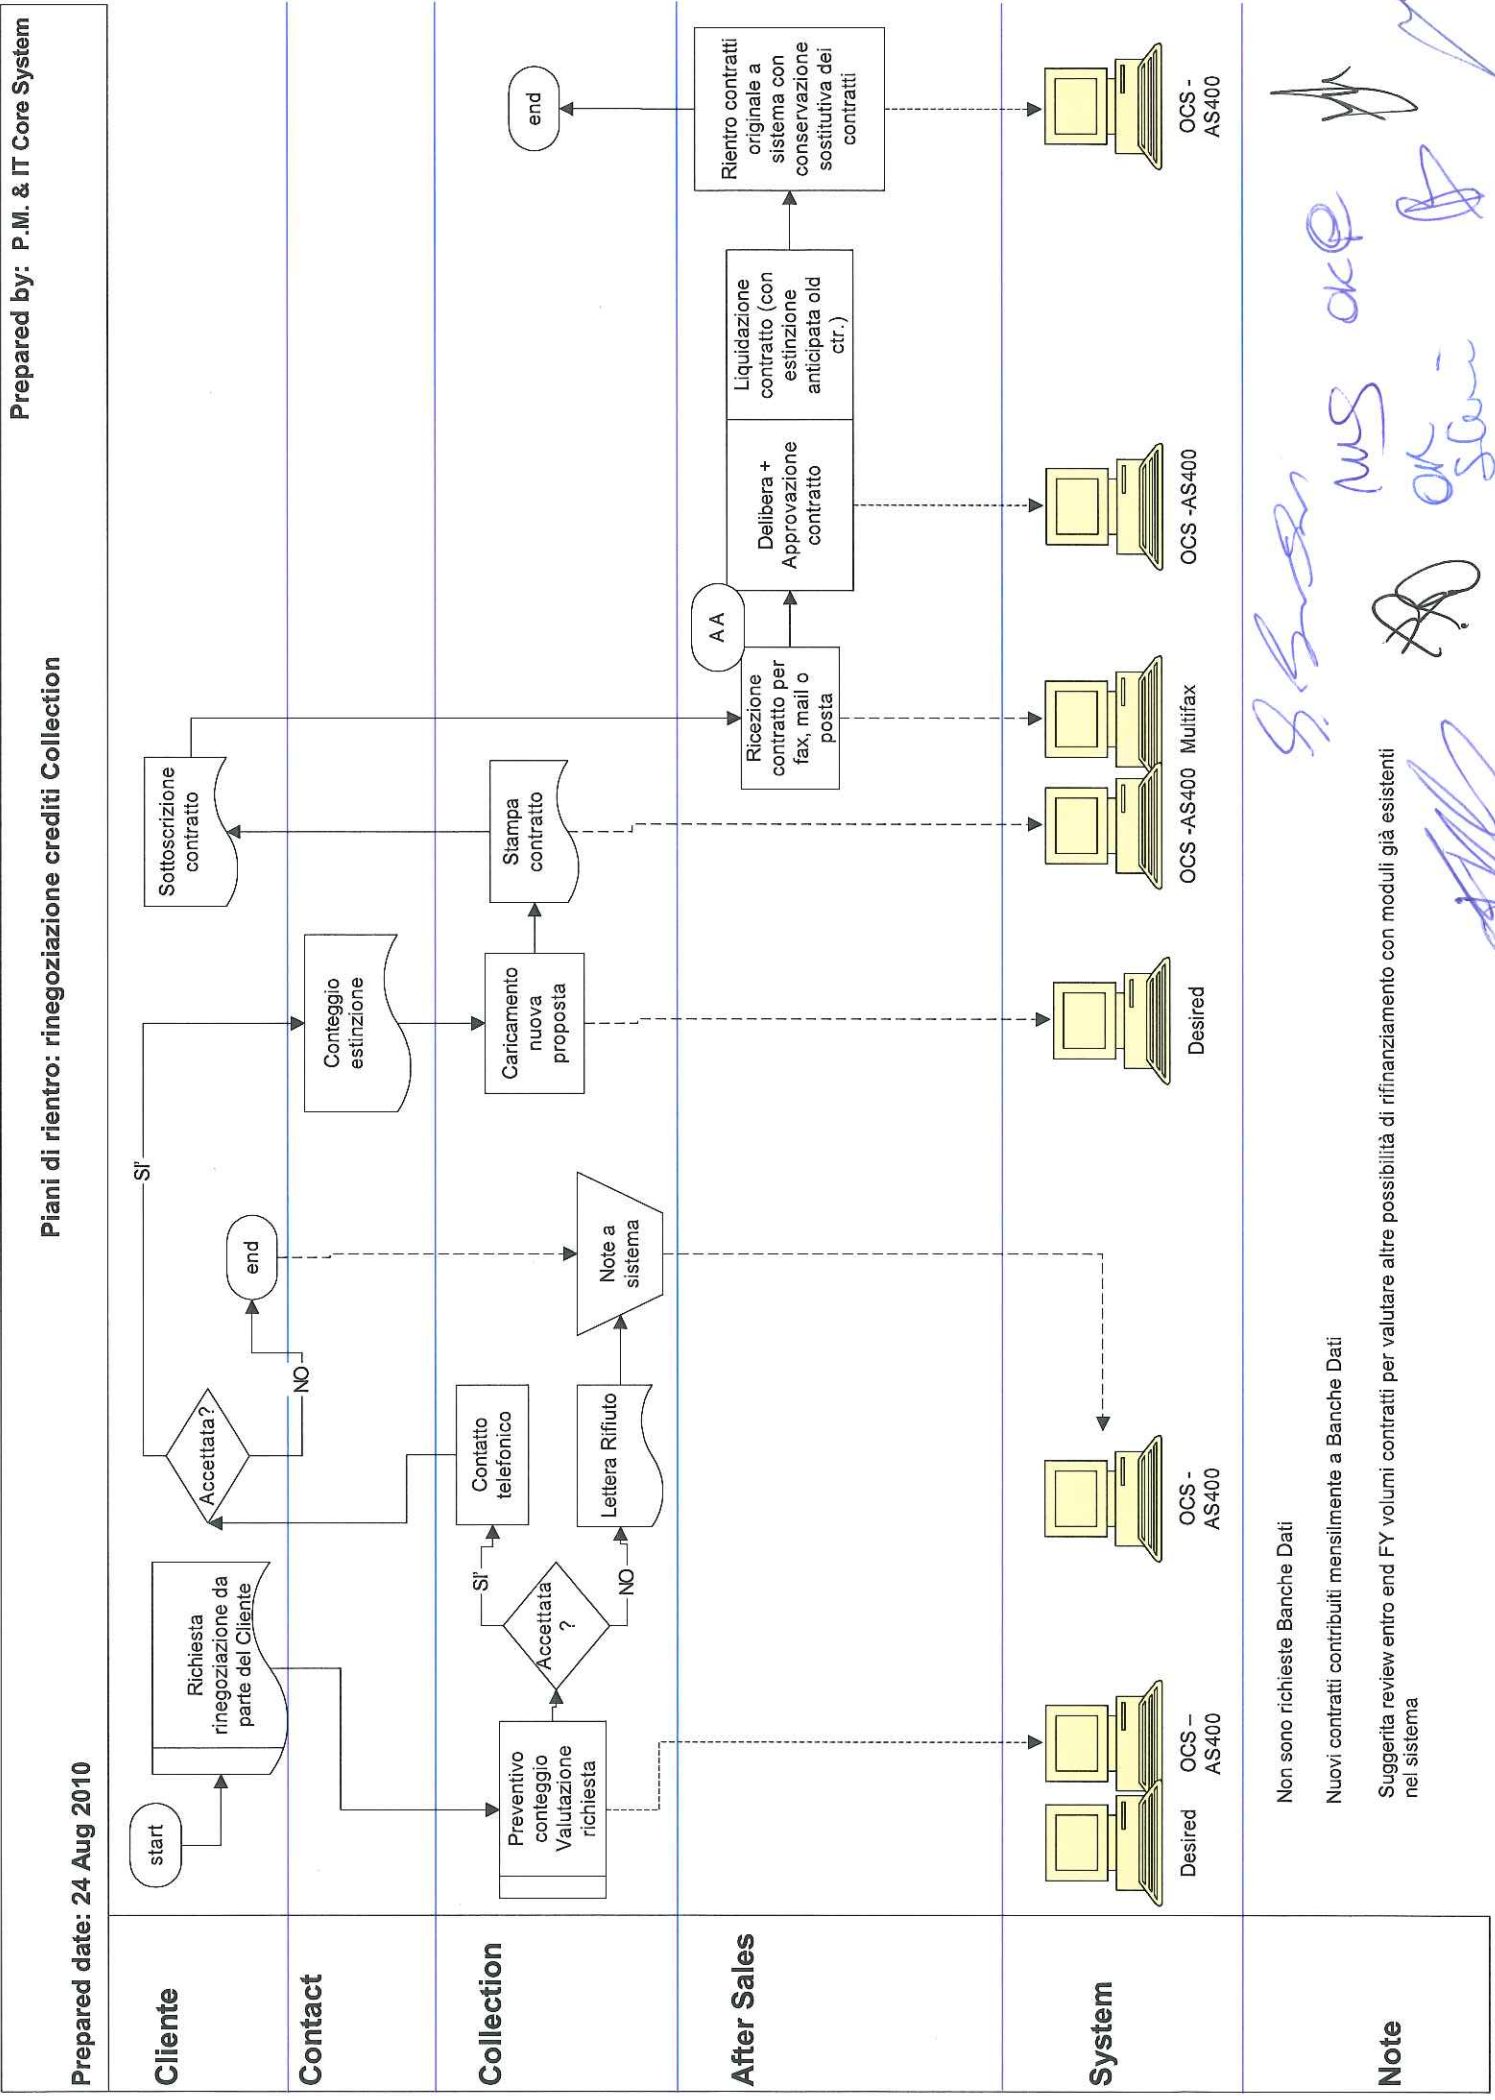 Prepared by: P.M. & IT Core System
Piani di rientro: rinegoziazione crediti Collection
Prepared date: 24 Aug 2010
Cliente
start
Richiesta
rinegoziazione da
parte del Cliente
Accettata?
SI'
NO
end
Sottoscrizione
contratto
Contact
Conteggio
estinzione
Collection
Preventivo
conteggio
Valutazione
richiesta
Accettata
?
SI'
NO
Contatto
telefonico
Lettera Rifiuto
Note a
sistema
Caricamento
nuova
proposta
Stampa
contratto
end
After Sales
Ricezione
contratto per
fax, mail o
posta
A A
Delibera +
Approvazione
contratto
Liquidazione
contratto (con
estinzione
anticipata old
ctr.)
Rientro contratti
originale a
sistema con
conservazione
sostitutiva dei
contratti
System
Desired
OCS –
AS400
OCS -
AS400
Desired
OCS -AS400
Multifax
OCS -AS400
OCS -
AS400
Note
Non sono richieste Banche Dati
Nuovi contratti contribuiti mensilmente a Banche Dati
Suggerita review entro end FY volumi contratti per valutare altre possibilità di rifinanziamento con moduli già esistenti
nel sistema
OK
OK